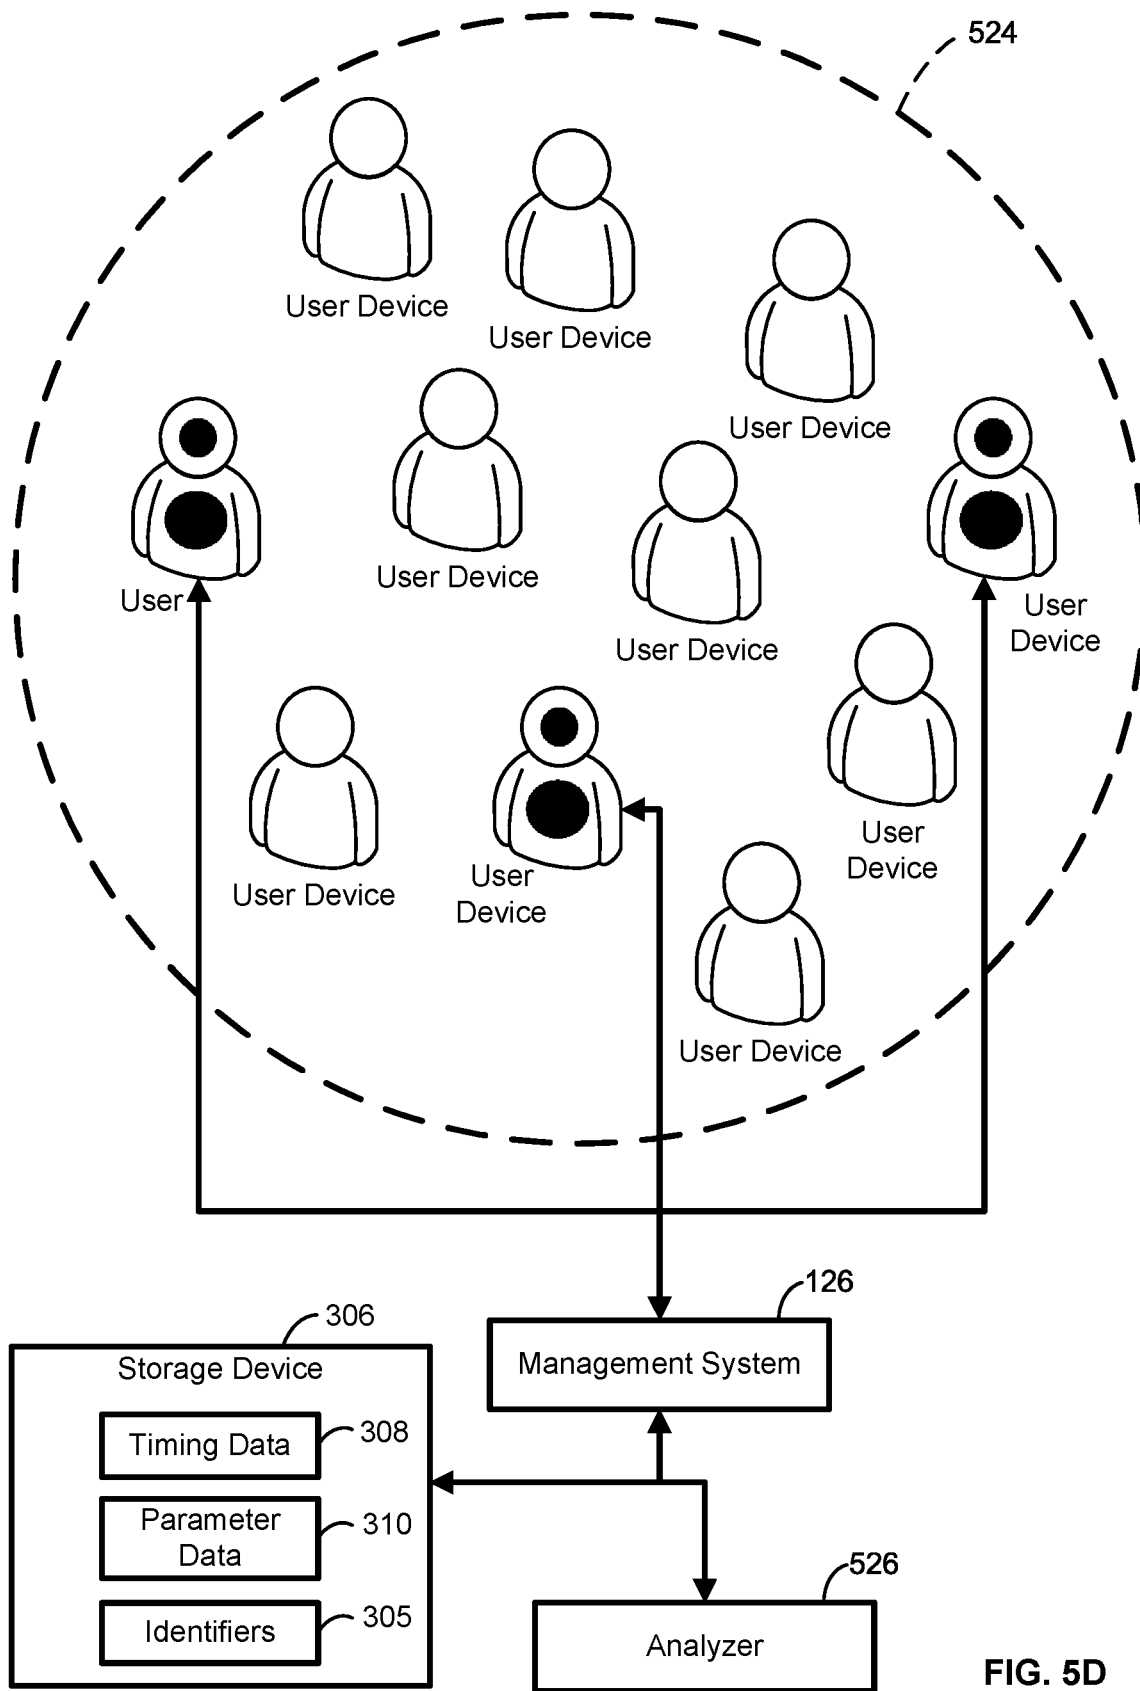 524
User Device
User Device
User Device
User Device
User
User Device
User
Device
User Device
User
Device
User
Device
User Device
126
Management System
306
Storage Device
Timing Data
308
Parameter
Data
310
Identifiers
305
526
Analyzer
FIG. 5D